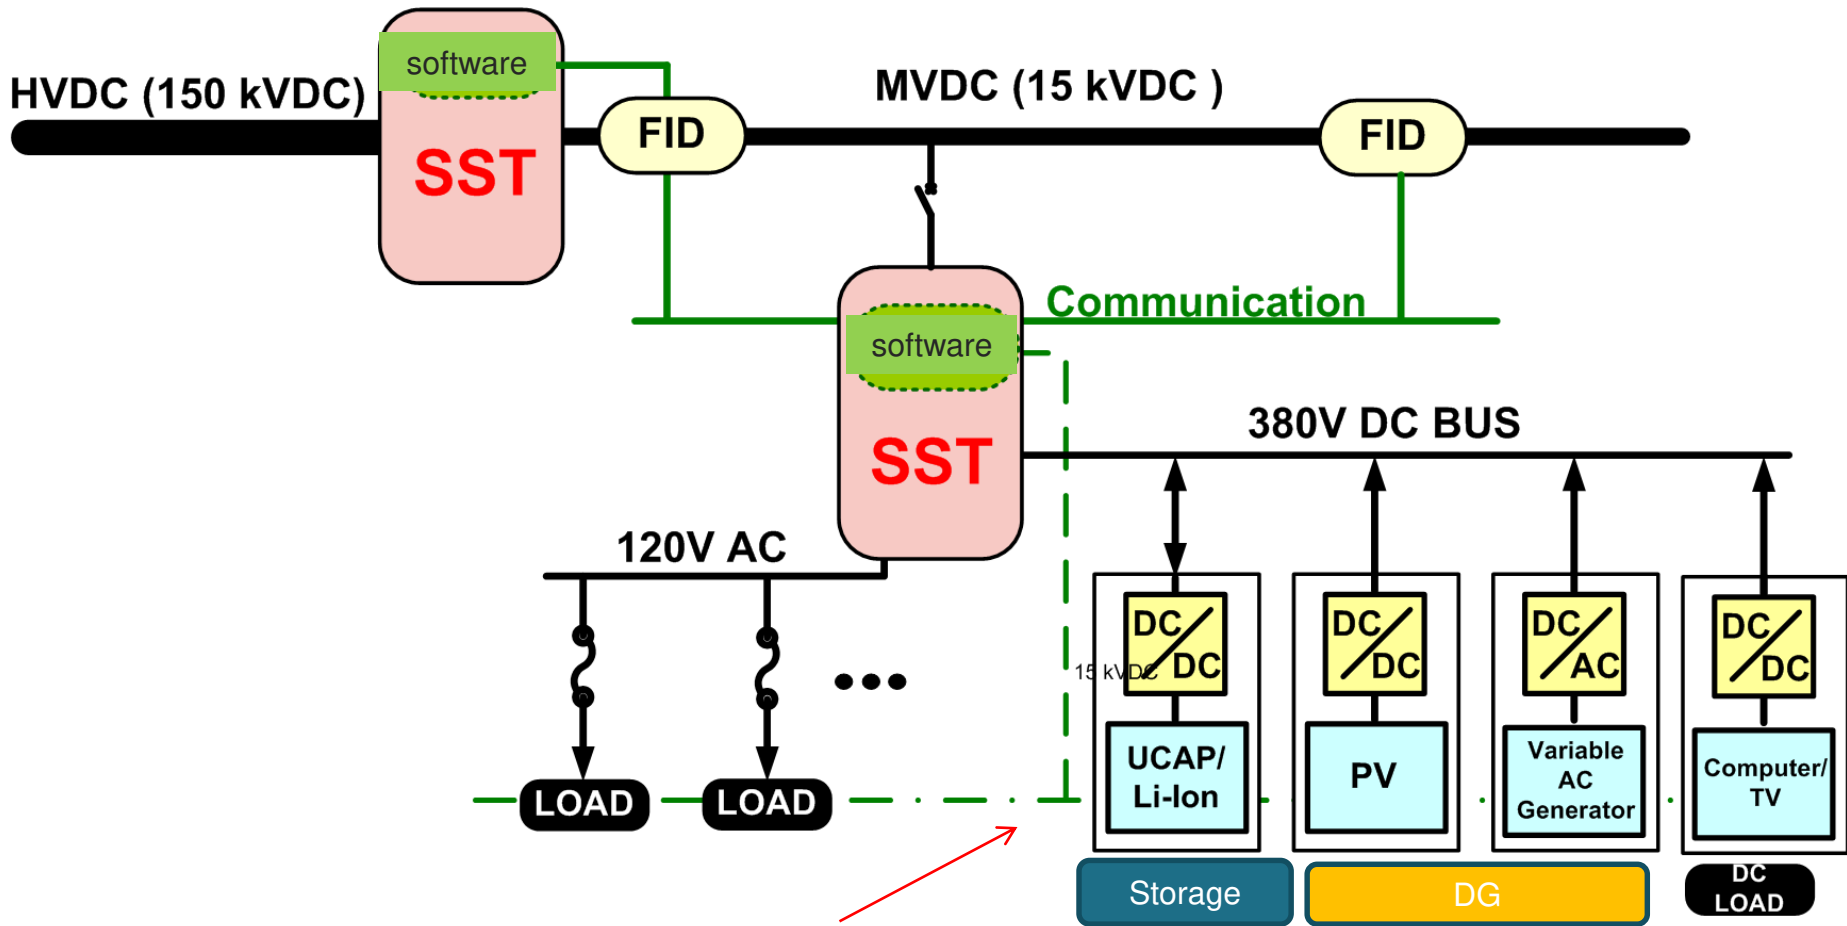 software
HVDC (150 kVDC)
SST
FID
MVDC (15 kVDC )
FID
Communication
software
SST
380V DC BUS
120V AC
DC
DC
15 kVDC
DC
DC
DC
AC
DC
DC
UCAP/
Li-Ion
PV
Variable
AC
Generator
Computer/
TV
LOAD
LOAD
Storage
DG
DC
LOAD